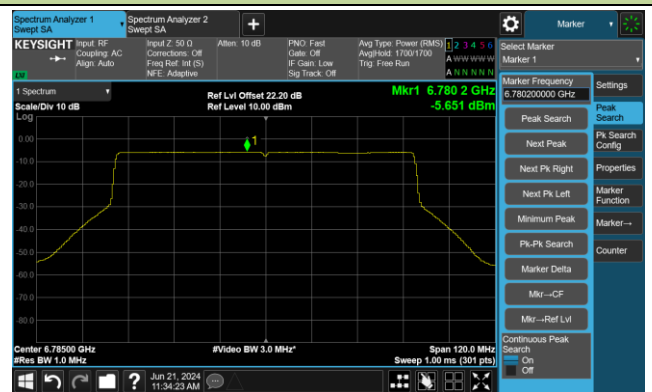 Spectrum Analyzer 1
Swept SA
Spectrum Analyzer 2
Swept SA
+
Marker
KEYSIGHT
Input: RF
Coupling: AC
Align: Auto
Input Z: 50 Ω
Corrections: Off
Freq Ref: Int (S)
NFE: Adaptive
Atten: 10 dB
PNO: Fast
Gate: Off
IF Gain: Low
Sig Track: Off
Avg Type: Power (RMS)
Avg|Hold: 1700/1700
Trig: Free Run
1 2 3 4 5 6
A W W W W W
A N N N N N
LW
Select Marker
Marker 1
1 Spectrum
Scale/Div 10 dB
Log
Ref Lvl Offset 22.20 dB
Ref Level 10.00 dBm
Mkr1 6.780 2 GHz
-5.651 dBm
1
0.00
-10.0
-20.0
-30.0
-40.0
-50.0
-60.0
-70.0
-80.0
Center 6.78500 GHz
#Res BW 1.0 MHz
#Video BW 3.0 MHz*
Span 120.0 MHz
Sweep 1.00 ms (301 pts)
Marker Frequency
6.780200000 GHz
Peak Search
Next Peak
Next Pk Right
Next Pk Left
Minimum Peak
Pk-Pk Search
Marker Delta
Mkr→CF
Mkr→Ref Lvl
Continuous Peak
Search
On
Off
Settings
Peak
Search
Pk Search
Config
Properties
Marker
Function
Marker→
Counter
?
Jun 21, 2024
11:34:23 AM